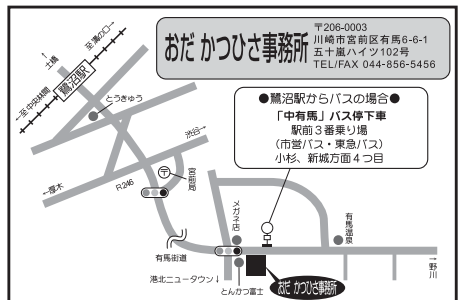 おだ かつひさ事務所
〒206-0003
川崎市宮前区有馬6-6-1
五十嵐ハイツ102号
TEL/FAX 044-856-5456
●鷺沼駅からバスの場合●
「中有馬」バス停下車
駅前3番乗り場
(市営バス・東急バス)
小杉、新城方面4つ目
↑土橋
至溝の口→
鷺沼駅
←至中央林間
とうきゅう
渋谷→
←厚木
R246
〒
宮前局
メガネ店
有馬温泉
有馬街道
→野川
港北ニュータウン↓
とんかつ富士
おだ かつひさ事務所